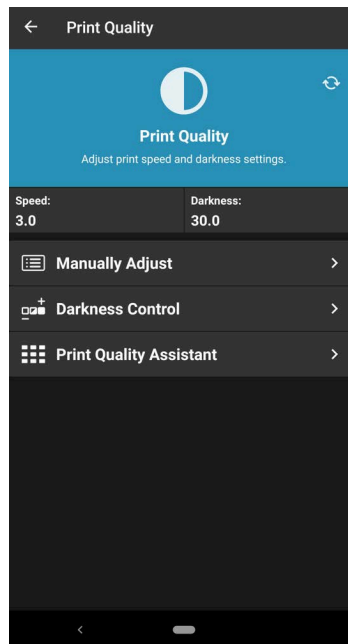 Print Quality
Print Quality
Adjust print speed and darkness settings.
Speed:
3.0
Darkness:
30.0
Manually Adjust
Darkness Control
Print Quality Assistant